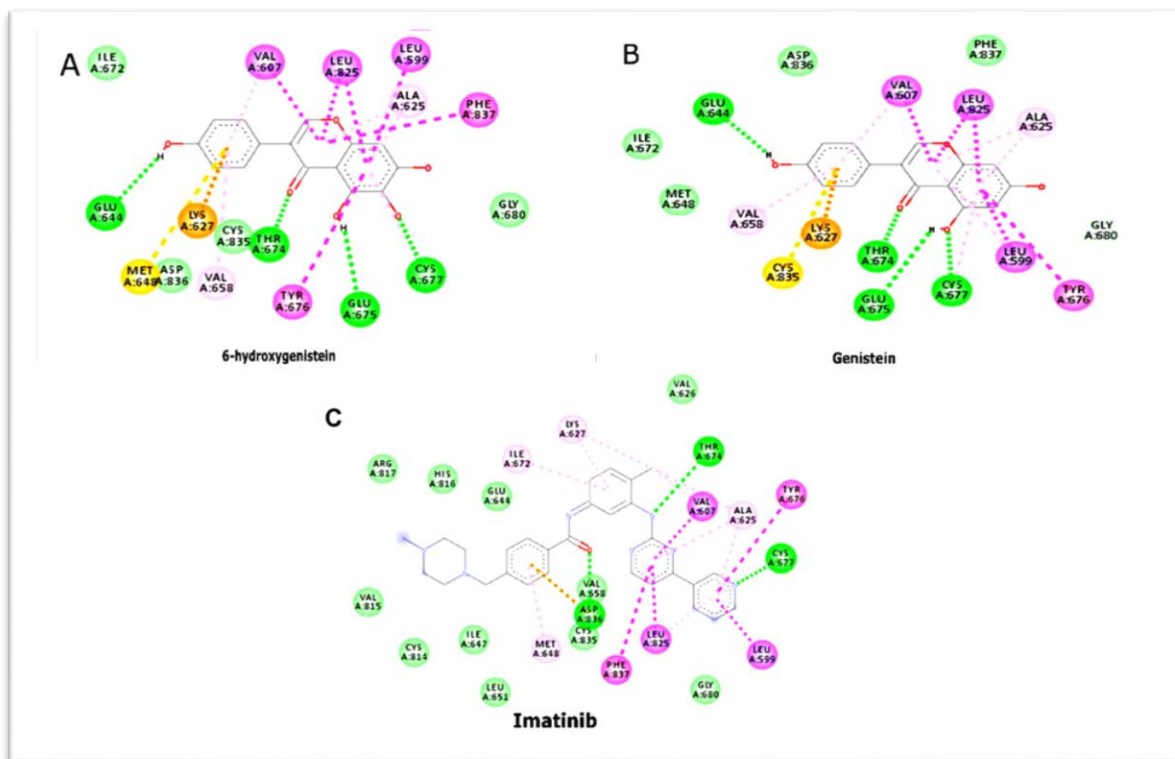 A
ILE
A:672
VAL
A:607
LEU
A:825
LEU
A:599
ALA
A:625
PHE
A:837
O
O
H
O
O
O
H
O
GLU
A:644
LYS
A:627
CYS
A:835
THR
A:674
GLY
A:680
MET
A:648
ASP
A:836
VAL
A:658
TYR
A:676
GLU
A:675
CYS
A:677
6-hydroxygenistein
B
ASP
A:836
PHE
A:837
GLU
A:644
VAL
A:607
LEU
A:825
ALA
A:625
ILE
A:672
H
O
O
O
O
H
O
MET
A:648
VAL
A:658
LYS
A:627
CYS
A:835
THR
A:674
GLU
A:675
CYS
A:677
LEU
A:599
GLY
A:680
TYR
A:676
Genistein
C
VAL
A:626
LYS
A:627
THR
A:674
ILE
A:672
ARG
A:817
HIS
A:816
GLU
A:644
VAL
A:607
ALA
A:625
TYR
A:676
N
N
O
CYS
A:677
VAL
A:658
ASP
A:836
CYS
A:835
VAL
A:815
CYS
A:814
ILE
A:647
MET
A:648
LEU
A:825
PHE
A:837
LEU
A:599
LEU
A:651
GLY
A:680
Imatinib